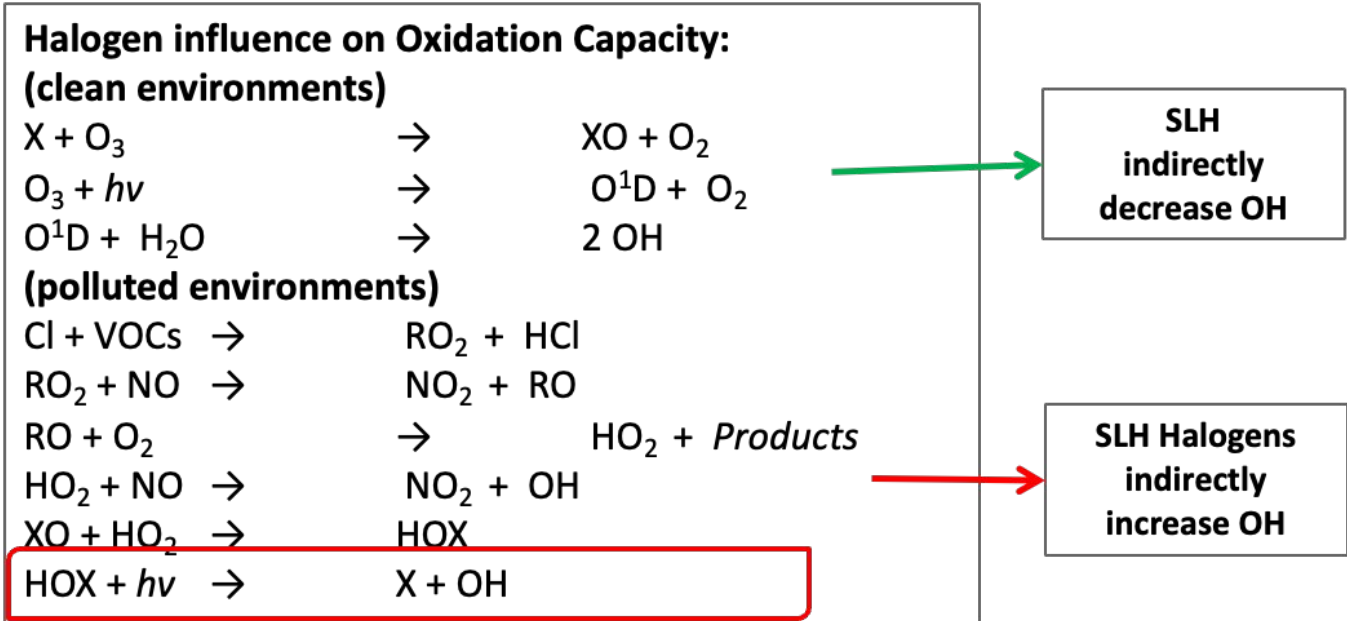 Halogen influence on Oxidation Capacity:
(clean environments)
X + O₃ → XO + O₂
O₃ + hν → O¹D + O₂
O¹D + H₂O → 2 OH
(polluted environments)
Cl + VOCs → RO₂ + HCl
RO₂ + NO → NO₂ + RO
RO + O₂ → HO₂ + Products
HO₂ + NO → NO₂ + OH
XO + HO₂ → HOX
HOX + hν → X + OH
SLH
indirectly
decrease OH
SLH Halogens
indirectly
increase OH